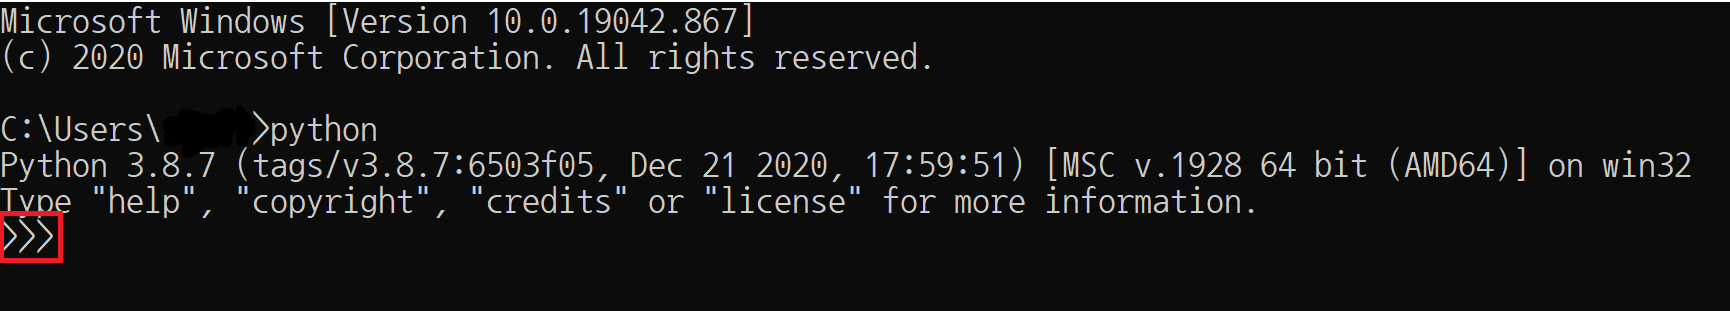 Microsoft Windows [Version 10.0.19042.867]
(c) 2020 Microsoft Corporation. All rights reserved.
C:\Users\ >python
Python 3.8.7 (tags/v3.8.7:6503f05, Dec 21 2020, 17:59:51) [MSC v.1928 64 bit (AMD64)] on win32
Type "help", "copyright", "credits" or "license" for more information.
>>>